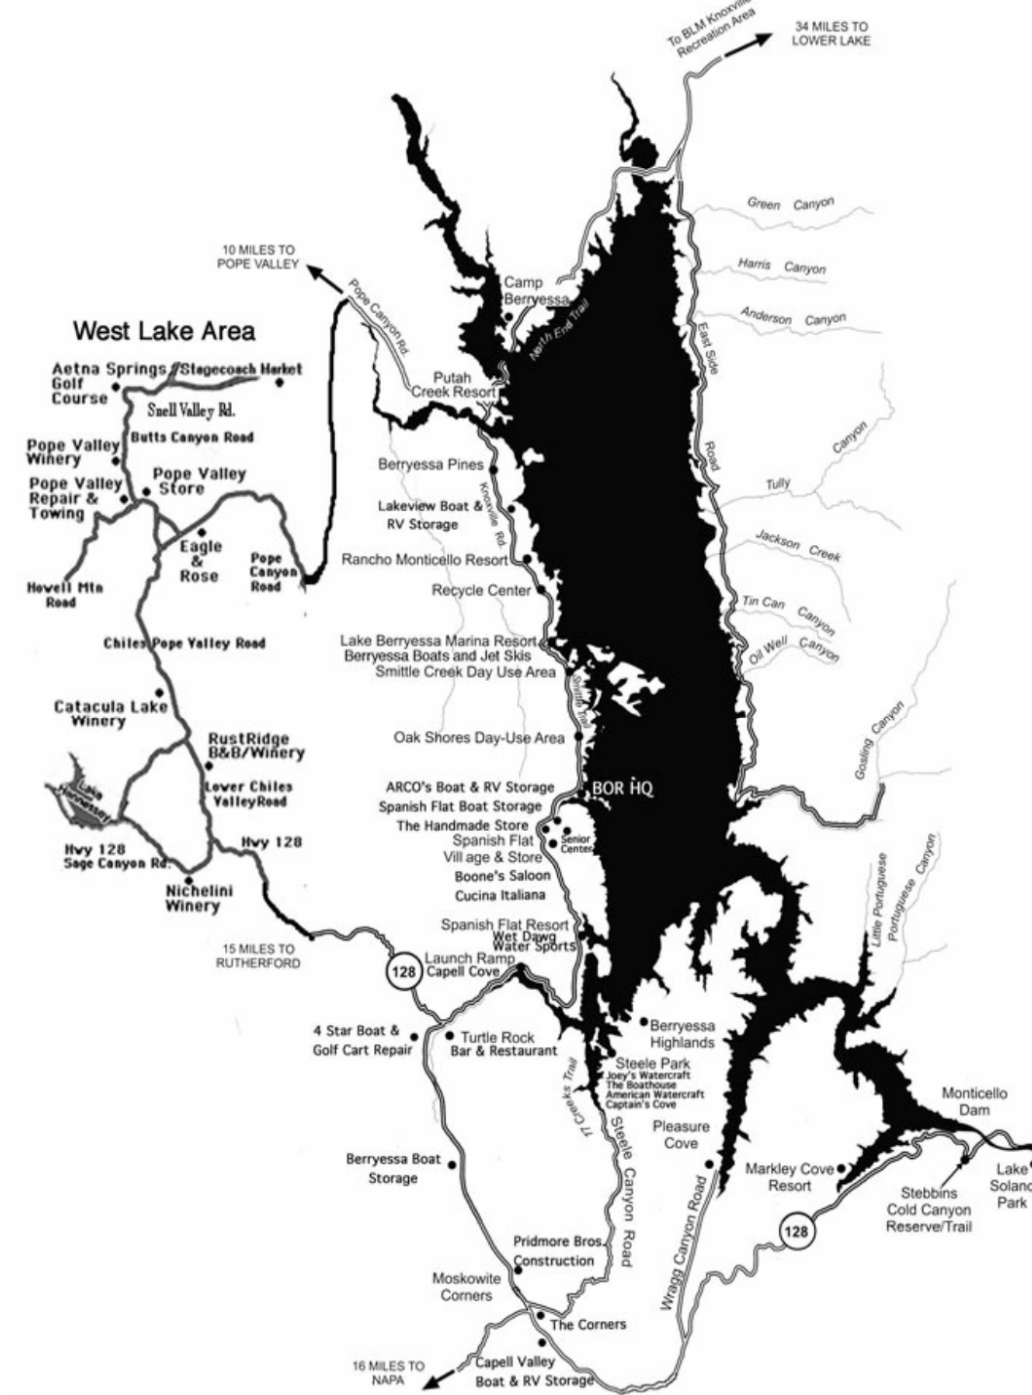 To BLM Knoxville
Recreation Area
34 MILES TO
LOWER LAKE
Green Canyon
Harris Canyon
Anderson Canyon
10 MILES TO
POPE VALLEY
Pope Canyon Rd.
Camp
Berryessa
North End Trail
East Side
Road
West Lake Area
Aetna Springs
Golf
Course
Stagecoach Market
Snell Valley Rd.
Butts Canyon Road
Pope Valley
Winery
Pope Valley
Repair &
Towing
Pope Valley
Store
Eagle
&
Rose
Pope
Canyon
Road
Howell Mtn
Road
Chiles Pope Valley Road
Catacula Lake
Winery
RustRidge
B&B/Winery
Lower Chiles
ValleyRoad
Lake
Hennessey
Hwy 128
Sage Canyon Rd.
Hwy 128
Nichelini
Winery
15 MILES TO
RUTHERFORD
128
Putah
Creek Resort
Berryessa Pines
Knoxville Rd.
Lakeview Boat &
RV Storage
Rancho Monticello Resort
Recycle Center
Lake Berryessa Marina Resort
Berryessa Boats and Jet Skis
Smittle Creek Day Use Area
Smittle Trail
Oak Shores Day-Use Area
ARCO's Boat & RV Storage
BOR HQ
Spanish Flat Boat Storage
The Handmade Store
Spanish Flat
Village & Store
Senior
Center
Boone's Saloon
Cucina Italiana
Spanish Flat Resort
Wet Dawg
Water Sports
Launch Ramp
Capell Cove
Tully Canyon
Jackson Creek
Tin Can Canyon
Oil Well Canyon
Gosling Canyon
Little Portuguese
Portuguese Canyon
4 Star Boat &
Golf Cart Repair
Turtle Rock
Bar & Restaurant
Berryessa
Highlands
Steele Park
Joey's Watercraft
The Boathouse
American Watercraft
Captain's Cove
17 Creeks Trail
Steele Canyon Road
Pleasure
Cove
Wragg Canyon Road
Markley Cove
Resort
128
Monticello
Dam
Stebbins
Cold Canyon
Reserve/Trail
Lake
Solano
Park
Berryessa Boat
Storage
Pridmore Bros.
Construction
Moskowite
Corners
The Corners
Capell Valley
Boat & RV Storage
16 MILES TO
NAPA